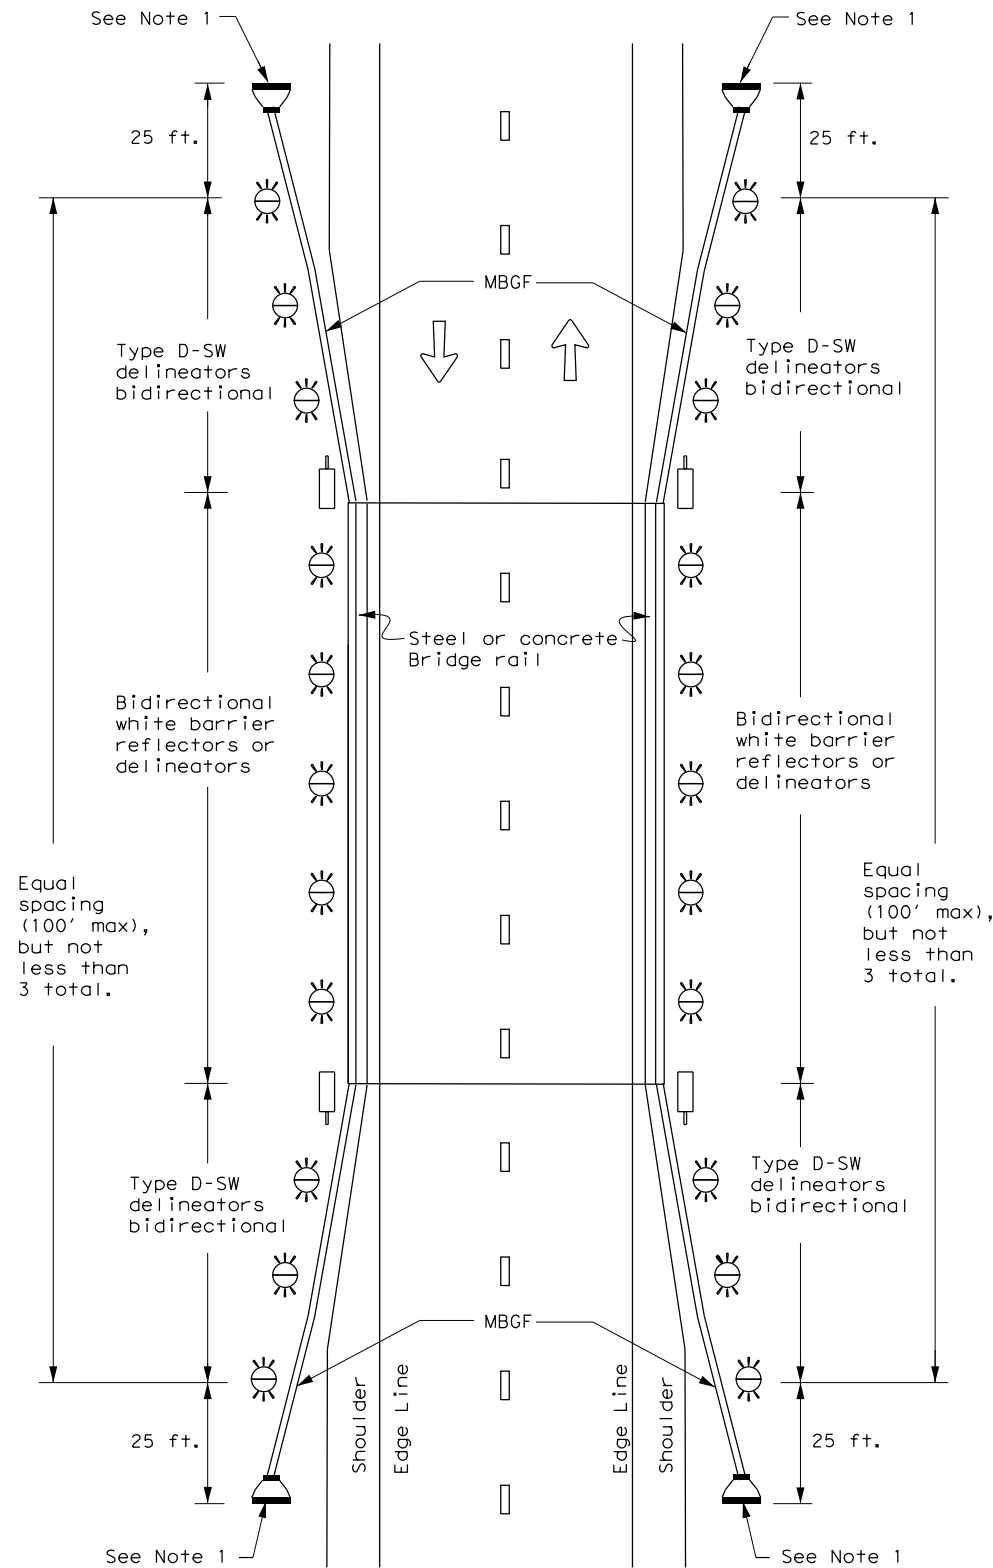 See Note 1
See Note 1
25 ft.
25 ft.
MBGF
Type D-SW
delineators
bidirectional
Type D-SW
delineators
bidirectional
Steel or concrete
Bridge rail
Bidirectional
white barrier
reflectors or
delineators
Bidirectional
white barrier
reflectors or
delineators
Equal
spacing
(100' max),
but not
less than
3 total.
Equal
spacing
(100' max),
but not
less than
3 total.
Type D-SW
delineators
bidirectional
Type D-SW
delineators
bidirectional
MBGF
Shoulder
Edge Line
Edge Line
Shoulder
25 ft.
25 ft.
See Note 1
See Note 1